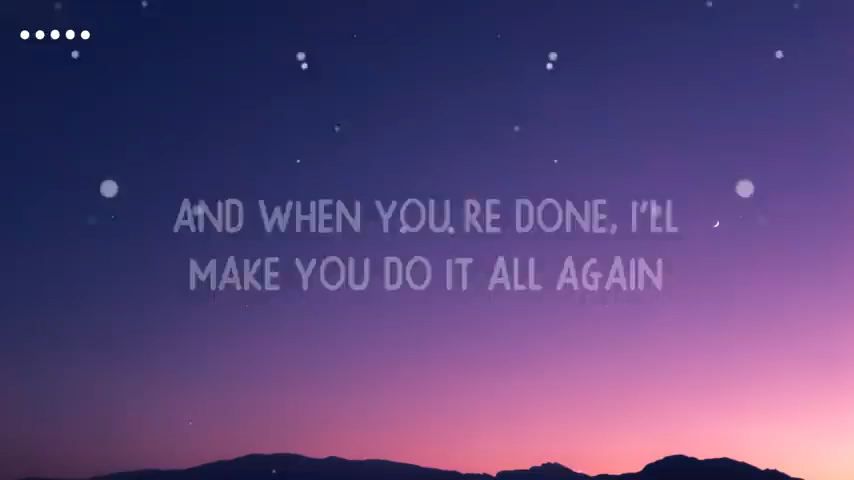 AND WHEN YOU RE DONE, I'LL
MAKE YOU DO IT ALL AGAIN